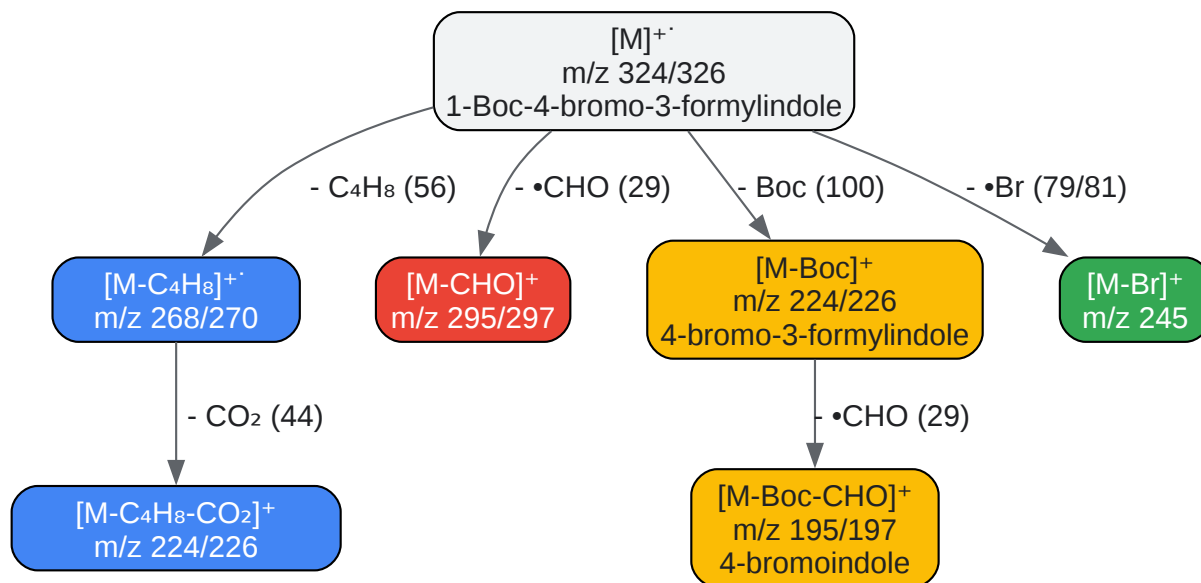 [M]⁺˙
m/z 324/326
1-Boc-4-bromo-3-formylindole
- C₄H₈ (56)
- •CHO (29)
- Boc (100)
- •Br (79/81)
[M-C₄H₈]⁺˙
m/z 268/270
[M-CHO]⁺
m/z 295/297
[M-Boc]⁺
m/z 224/226
4-bromo-3-formylindole
[M-Br]⁺
m/z 245
- CO₂ (44)
- •CHO (29)
[M-C₄H₈-CO₂]⁺
m/z 224/226
[M-Boc-CHO]⁺
m/z 195/197
4-bromoindole